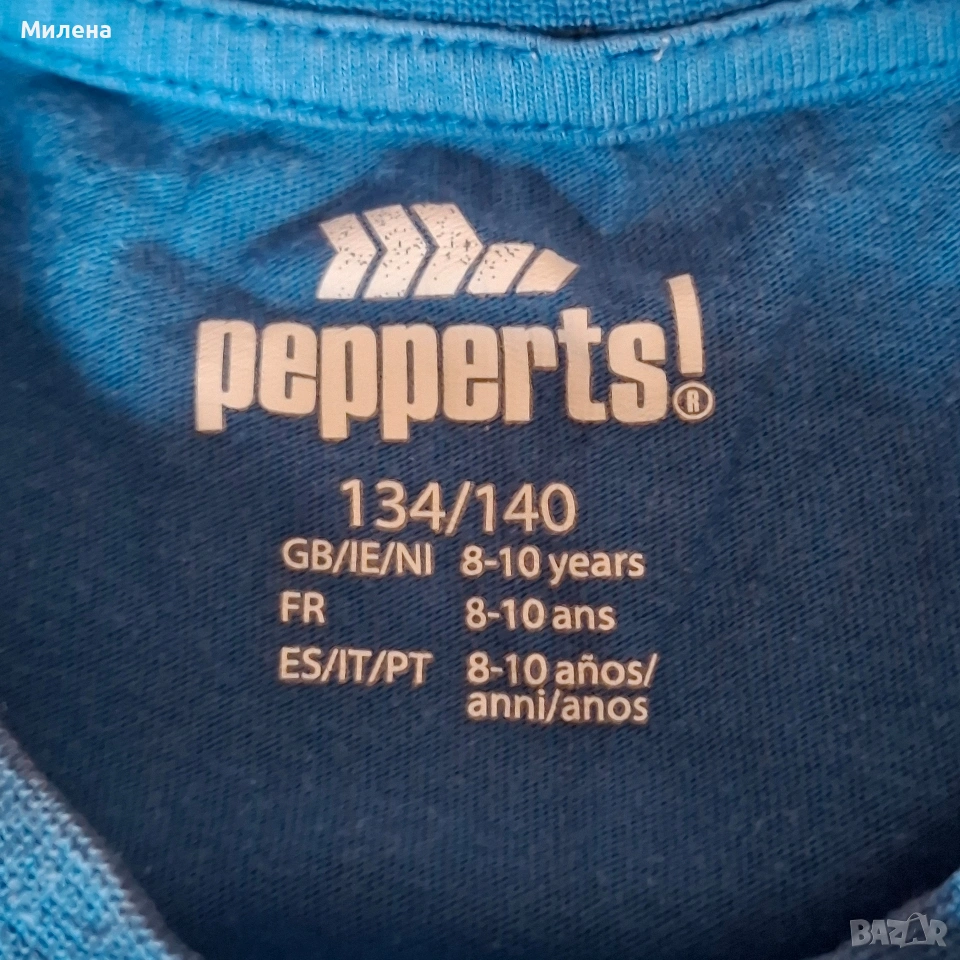 Милена
pepperts!®
134/140
GB/IE/NI 8-10 years
FR 8-10 ans
ES/IT/PT 8-10 años/
anni/anos
BAZAR